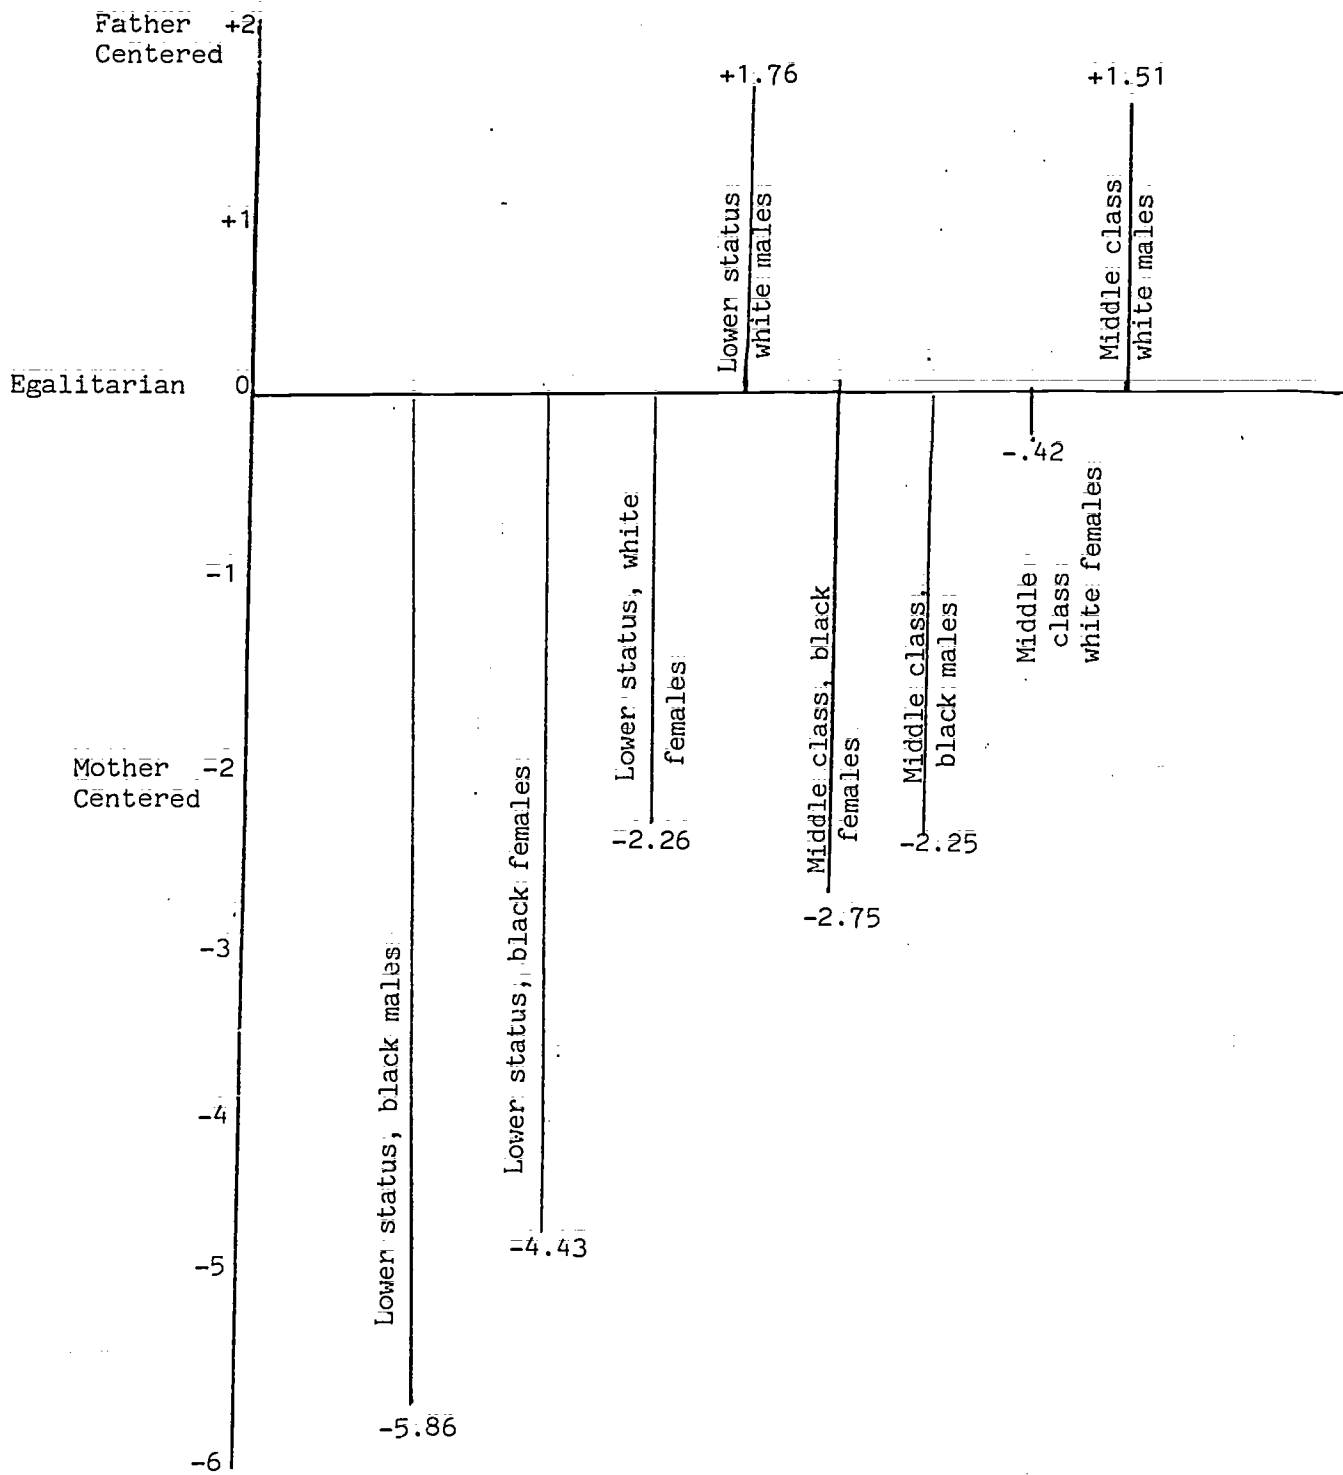 Father +2
Centered
+1.76
+1.51
+1
Lower status
white males
Middle class
white males
Egalitarian 0
-.42
-1
Lower status, white
females
Middle class, black
females
Middle class,
black males
Middle
class
white females
Mother -2
Centered
-2.26
-2.25
-2.75
-3
Lower status, black males
Lower status, black females
-4
-4.43
-5
-5.86
-6